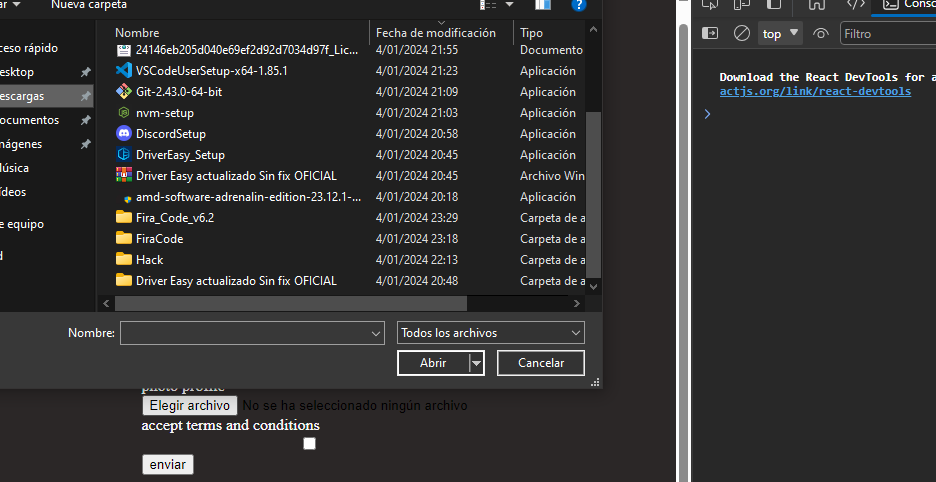 Nueva carpeta
Nombre Fecha de modificación Tipo
ceso rápido
esktop
escargas
ocumentos
mágenes
úsica
ídeos
e equipo
24146eb205d040e69ef2d92d7034d97f_Lic... 4/01/2024 21:55 Documento
VSCodeUserSetup-x64-1.85.1 4/01/2024 21:23 Aplicación
Git-2.43.0-64-bit 4/01/2024 21:09 Aplicación
nvm-setup 4/01/2024 21:03 Aplicación
DiscordSetup 4/01/2024 20:58 Aplicación
DriverEasy_Setup 4/01/2024 20:45 Aplicación
Driver Easy actualizado Sin fix OFICIAL 4/01/2024 20:45 Archivo Win
amd-software-adrenalin-edition-23.12.1-... 4/01/2024 20:18 Aplicación
Fira_Code_v6.2 4/01/2024 23:29 Carpeta de a
FiraCode 4/01/2024 23:18 Carpeta de a
Hack 4/01/2024 22:13 Carpeta de a
Driver Easy actualizado Sin fix OFICIAL 4/01/2024 20:48 Carpeta de a
Nombre:
Todos los archivos
Abrir Cancelar
photo profile
Elegir archivo No se ha seleccionado ningún archivo
accept terms and conditions
enviar
Conso
top Filtro
Download the React DevTools for a
actjs.org/link/react-devtools